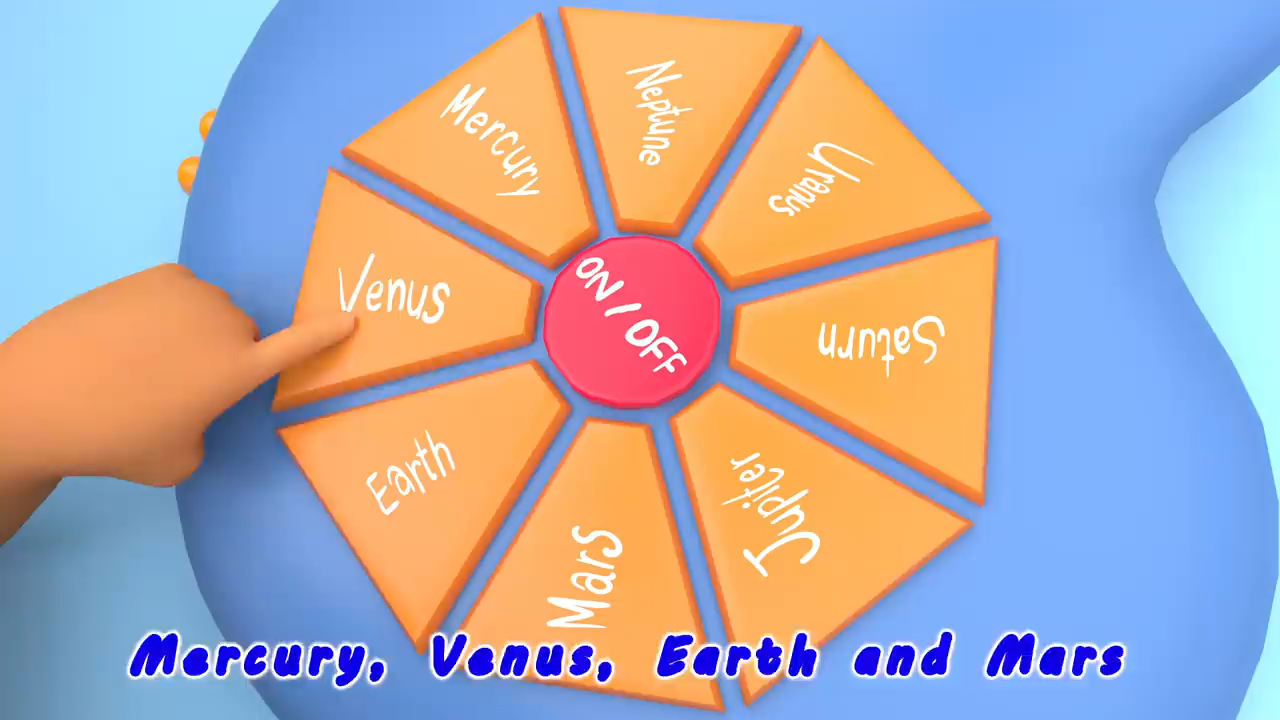 Neptune
Mercury
Uranus
Venus
ON / OFF
Saturn
Earth
Jupiter
Mars
Mercury, Venus, Earth and Mars